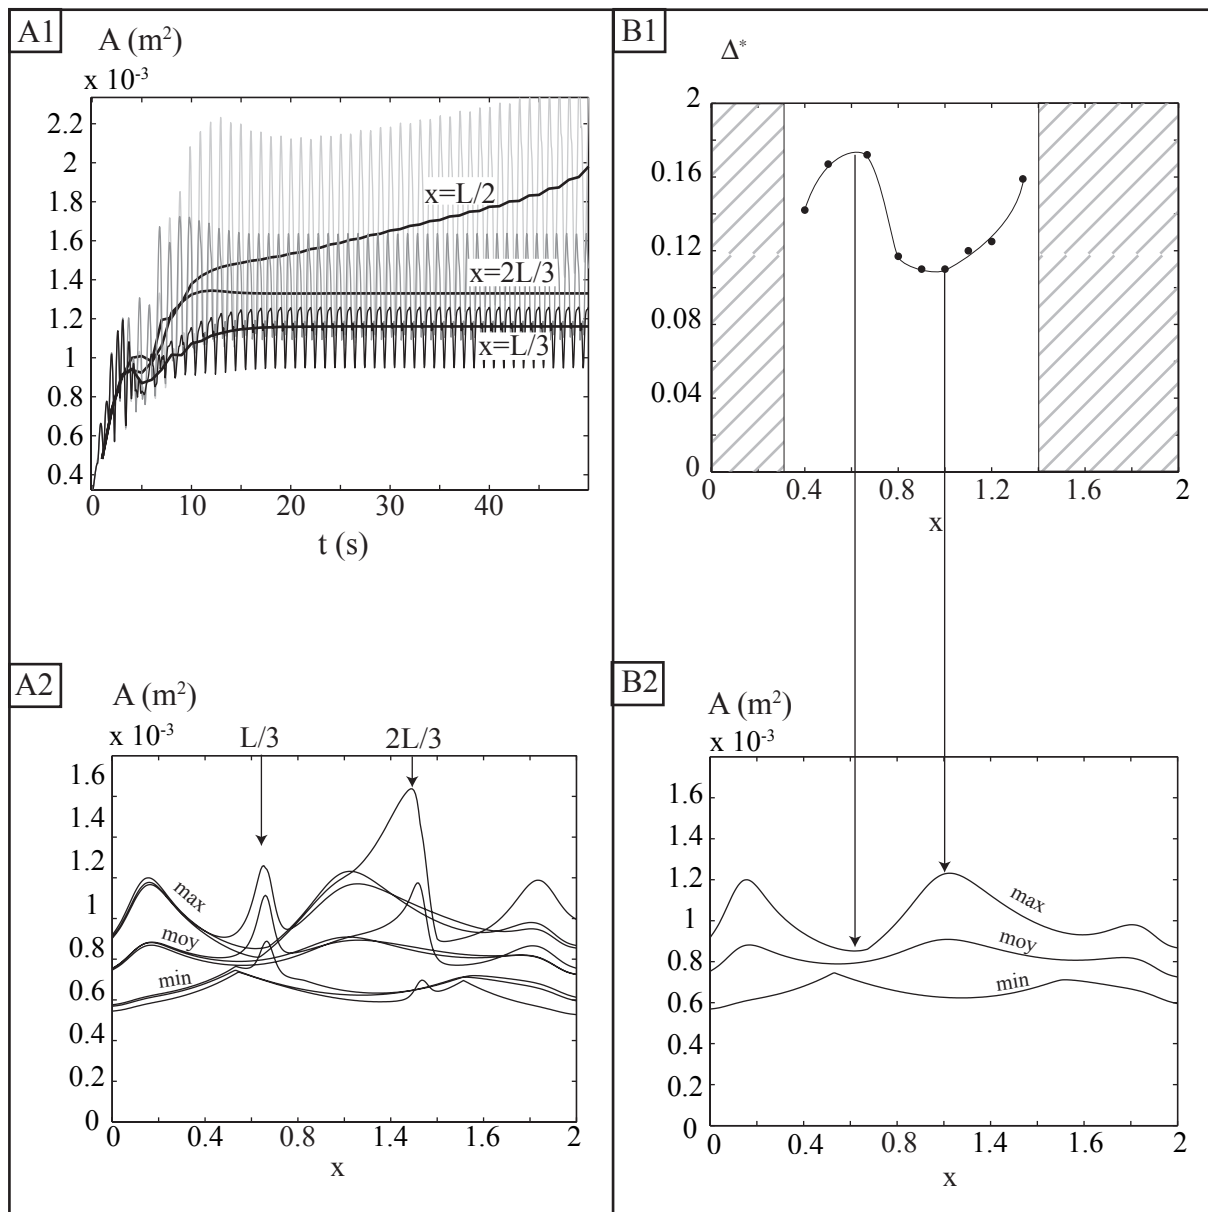 A1
A (m²)
x 10⁻³
2.2
2
1.8
1.6
1.4
1.2
1
0.8
0.6
0.4
x=L/2
x=2L/3
x=L/3
0 10 20 30 40
t (s)
B1
Δ*
2
0.16
0.12
0.08
0.04
0
0 0.4 0.8 1.2 1.6 2
x
A2
A (m²)
x 10⁻³
L/3 2L/3
1.6
1.4
1.2
1
0.8
0.6
0.4
0.2
0
max
moy
min
0 0.4 0.8 1.4 1.6 2
x
B2
A (m²)
x 10⁻³
1.6
1.4
1.2
1
0.8
0.6
0.4
0.2
0
max
moy
min
0 0.4 0.8 1.4 1.6 2
x